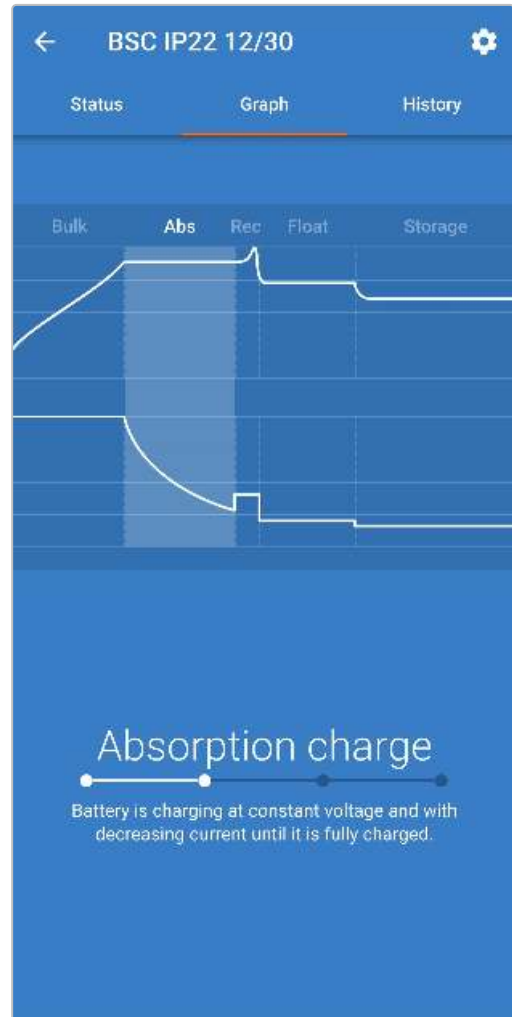 BSC IP22 12/30
Status Graph History
Bulk Abs Rec Float Storage
Absorption charge
Battery is charging at constant voltage and with
decreasing current until it is fully charged.